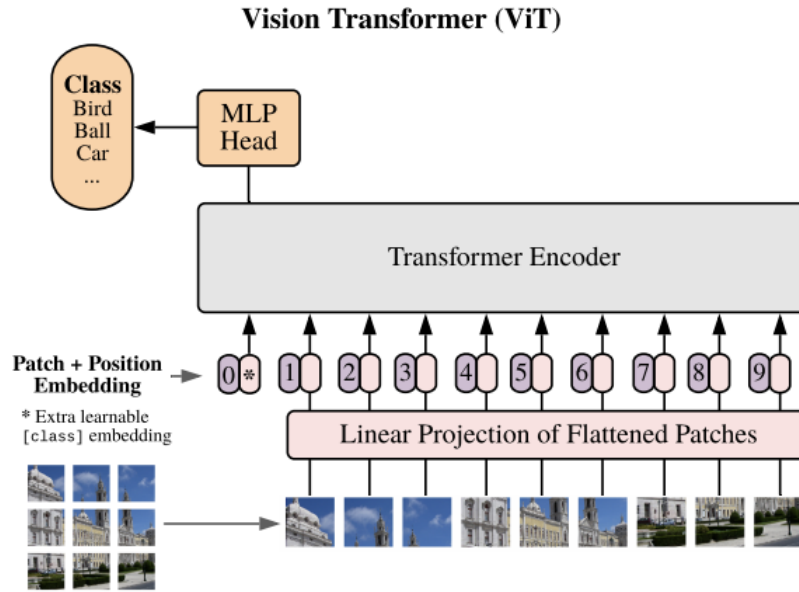 Vision Transformer (ViT)
Class
Bird
Ball
Car
...
MLP
Head
Transformer Encoder
Patch + Position
Embedding
0 * 1 2 3 4 5 6 7 8 9
* Extra learnable
[class] embedding
Linear Projection of Flattened Patches